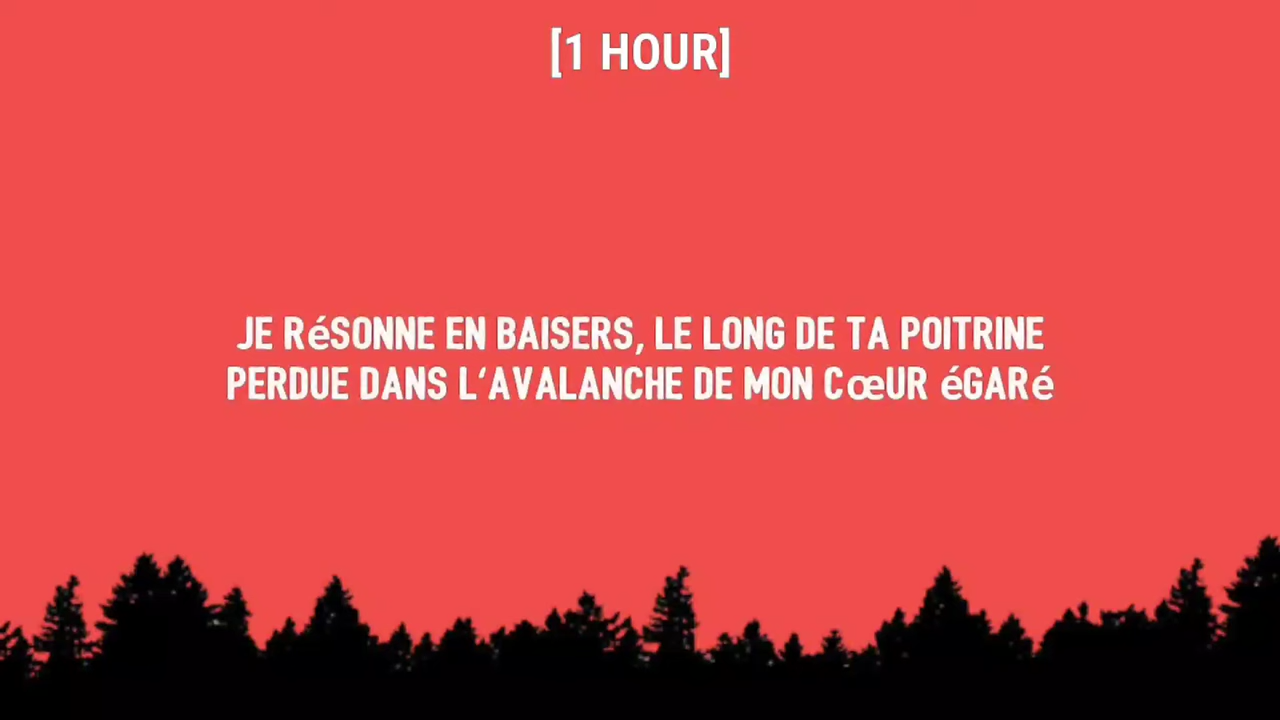 [1 HOUR]
JE RéSONNE EN BAISERS, LE LONG DE TA POITRINE
PERDUE DANS L'AVALANCHE DE MON CœUR éGARé